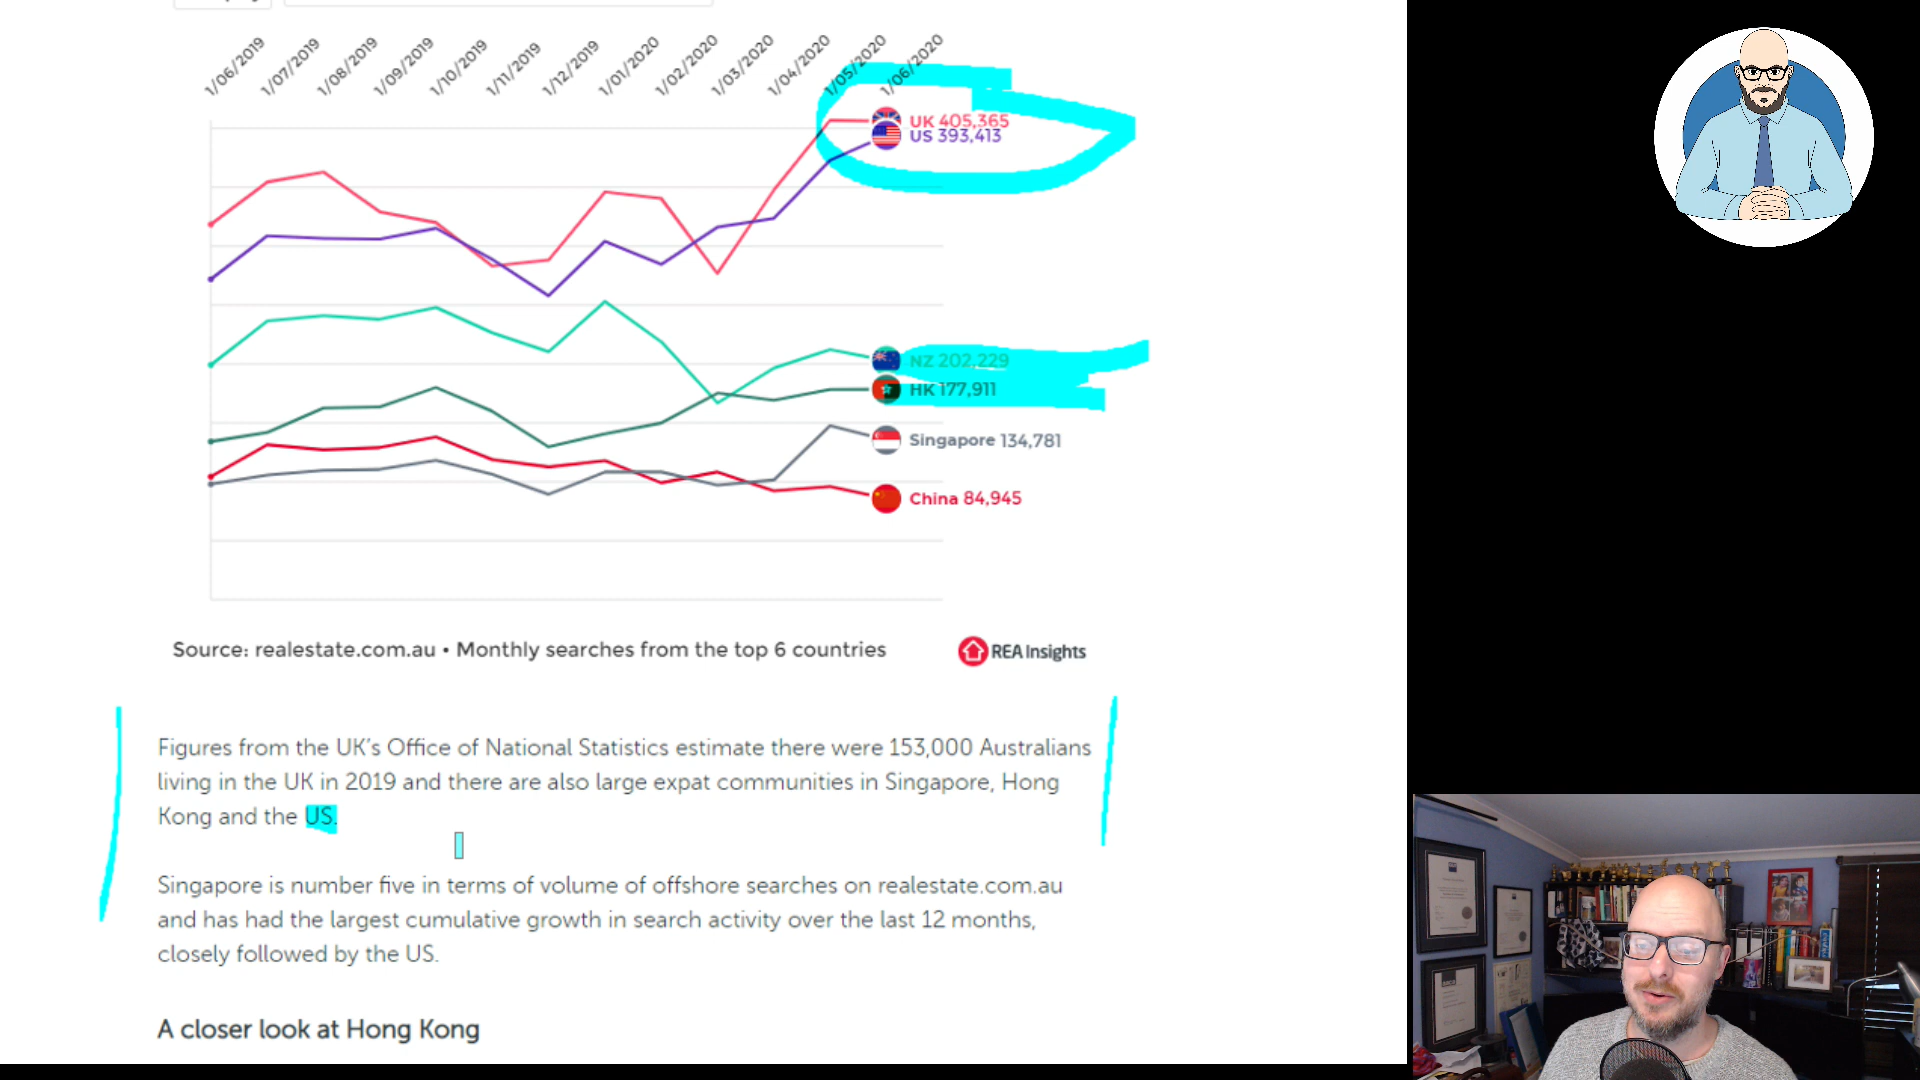 1/06/2019
1/07/2019
1/08/2019
1/09/2019
1/10/2019
1/11/2019
1/12/2019
1/01/2020
1/02/2020
1/03/2020
1/04/2020
1/05/2020
1/06/2020
UK 405,365
US 393,413
NZ 202,229
HK 177,911
Singapore 134,781
China 84,945
Source: realestate.com.au • Monthly searches from the top 6 countries
REA Insights
Figures from the UK's Office of National Statistics estimate there were 153,000 Australians
living in the UK in 2019 and there are also large expat communities in Singapore, Hong
Kong and the US.
Singapore is number five in terms of volume of offshore searches on realestate.com.au
and has had the largest cumulative growth in search activity over the last 12 months,
closely followed by the US.
A closer look at Hong Kong